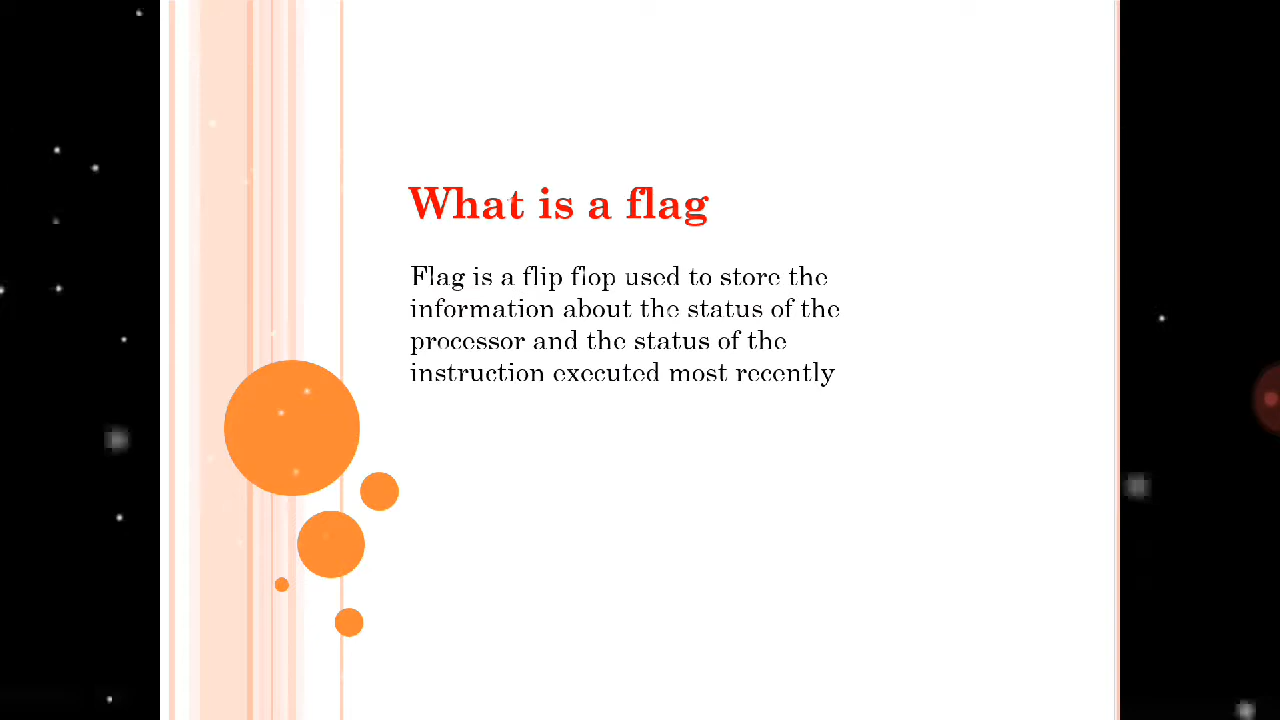 What is a flag
Flag is a flip flop used to store the
information about the status of the
processor and the status of the
instruction executed most recently